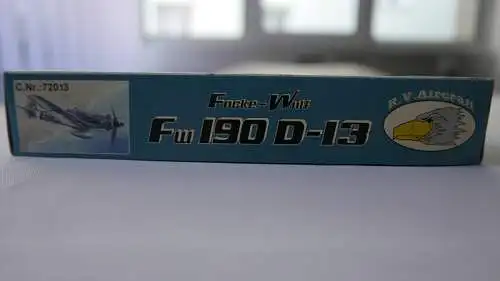 C.Nr.:72013
Focke-Wulf
Fw 190 D-13
R.V.Aircraft